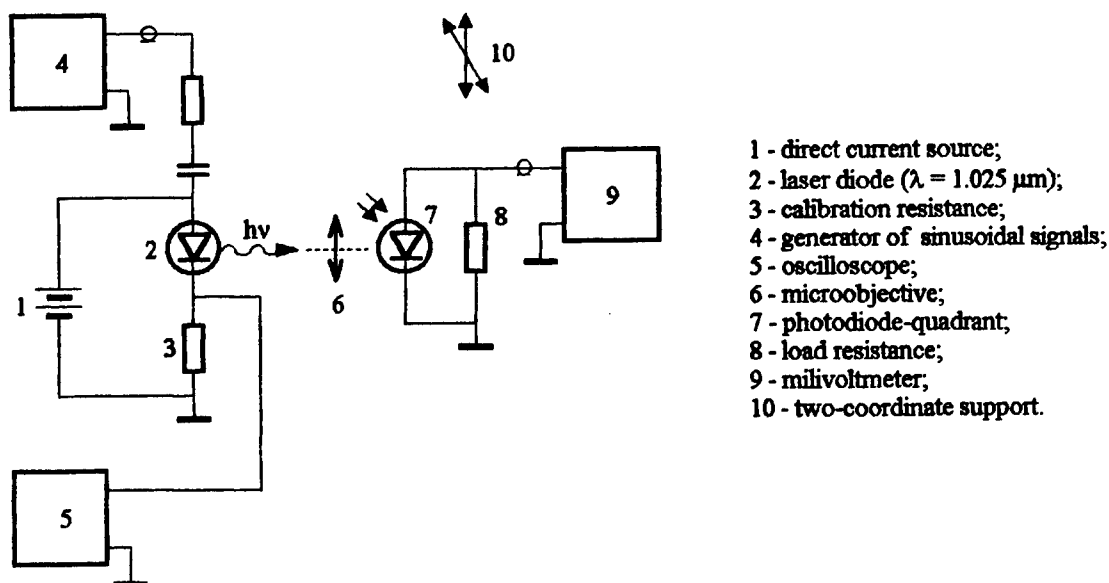 4
10
1 - direct current source;
2 - laser diode (λ = 1.025 μm);
3 - calibration resistance;
4 - generator of sinusoidal signals;
5 - oscilloscope;
6 - microobjective;
7 - photodiode-quadrant;
8 - load resistance;
9 - milivoltmeter;
10 - two-coordinate support.
7
8
9
2
hν
6
1
3
5